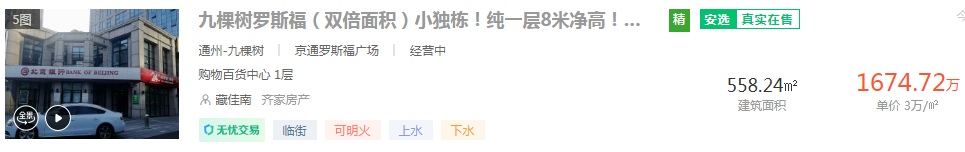 5图
北京银行 BANK OF BEIJING
全景
九棵树罗斯福（双倍面积）小独栋！纯一层8米净高！...
精
安选 真实在售
通州-九棵树 | 京通罗斯福广场 | 经营中
购物百货中心 1层
藏佳南 齐家房产
无忧交易 临街 可明火 上水 下水
558.24㎡
建筑面积
1674.72万
单价 3万/㎡